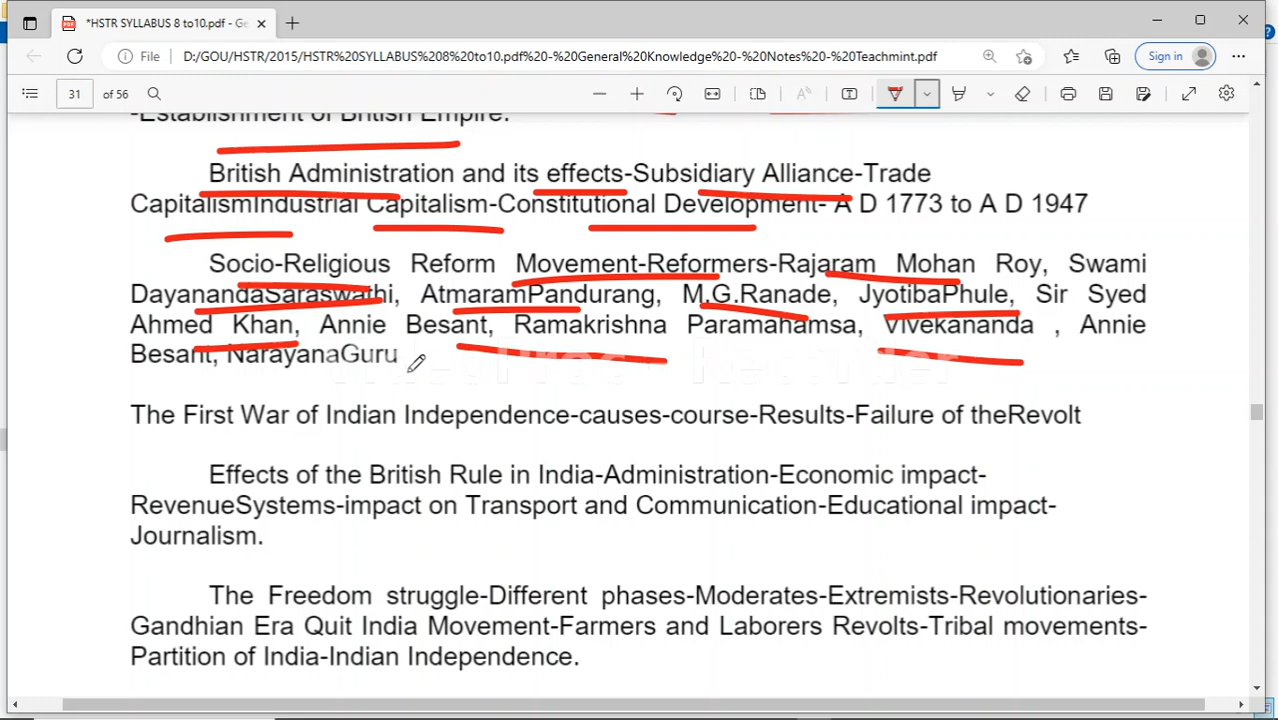 *HSTR SYLLABUS 8 to10.pdf - Ge
File
D:/GOU/HSTR/2015/HSTR%20SYLLABUS%208%20to10.pdf%20-%20General%20Knowledge%20-%20Notes%20-%20Teachmint.pdf
Sign in
31 of 56
-Establishment of British Empire.
British Administration and its effects-Subsidiary Alliance-Trade
CapitalismIndustrial Capitalism-Constitutional Development- A D 1773 to A D 1947
Socio-Religious Reform Movement-Reformers-Rajaram Mohan Roy, Swami
DayanandaSaraswathi, AtmaramPandurang, M.G.Ranade, JyotibaPhule, Sir Syed
Ahmed Khan, Annie Besant, Ramakrishna Paramahamsa, Vivekananda , Annie
Besant, NarayanaGuru
The First War of Indian Independence-causes-course-Results-Failure of theRevolt
Effects of the British Rule in India-Administration-Economic impact-
RevenueSystems-impact on Transport and Communication-Educational impact-
Journalism.
The Freedom struggle-Different phases-Moderates-Extremists-Revolutionaries-
Gandhian Era Quit India Movement-Farmers and Laborers Revolts-Tribal movements-
Partition of India-Indian Independence.